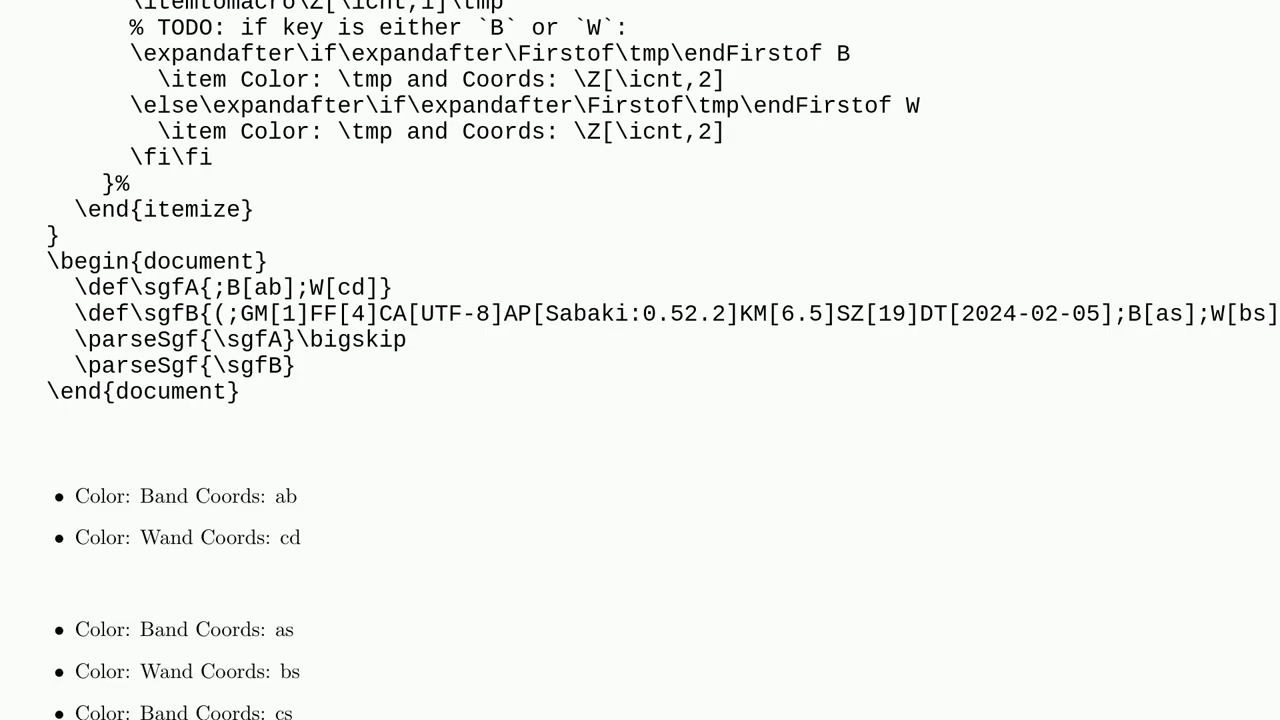 \itemtomacro\Z[\icnt,1]\tmp
% TODO: if key is either `B` or `W`:
\expandafter\if\expandafter\Firstof\tmp\endFirstof B
\item Color: \tmp and Coords: \Z[\icnt,2]
\else\expandafter\if\expandafter\Firstof\tmp\endFirstof W
\item Color: \tmp and Coords: \Z[\icnt,2]
\fi\fi
}%
\end{itemize}
}
\begin{document}
\def\sgfA{;B[ab];W[cd]}
\def\sgfB{(;GM[1]FF[4]CA[UTF-8]AP[Sabaki:0.52.2]KM[6.5]SZ[19]DT[2024-02-05];B[as];W[bs]
\parseSgf{\sgfA}\bigskip
\parseSgf{\sgfB}
\end{document}
• Color: Band Coords: ab
• Color: Wand Coords: cd
• Color: Band Coords: as
• Color: Wand Coords: bs
• Color: Band Coords: cs